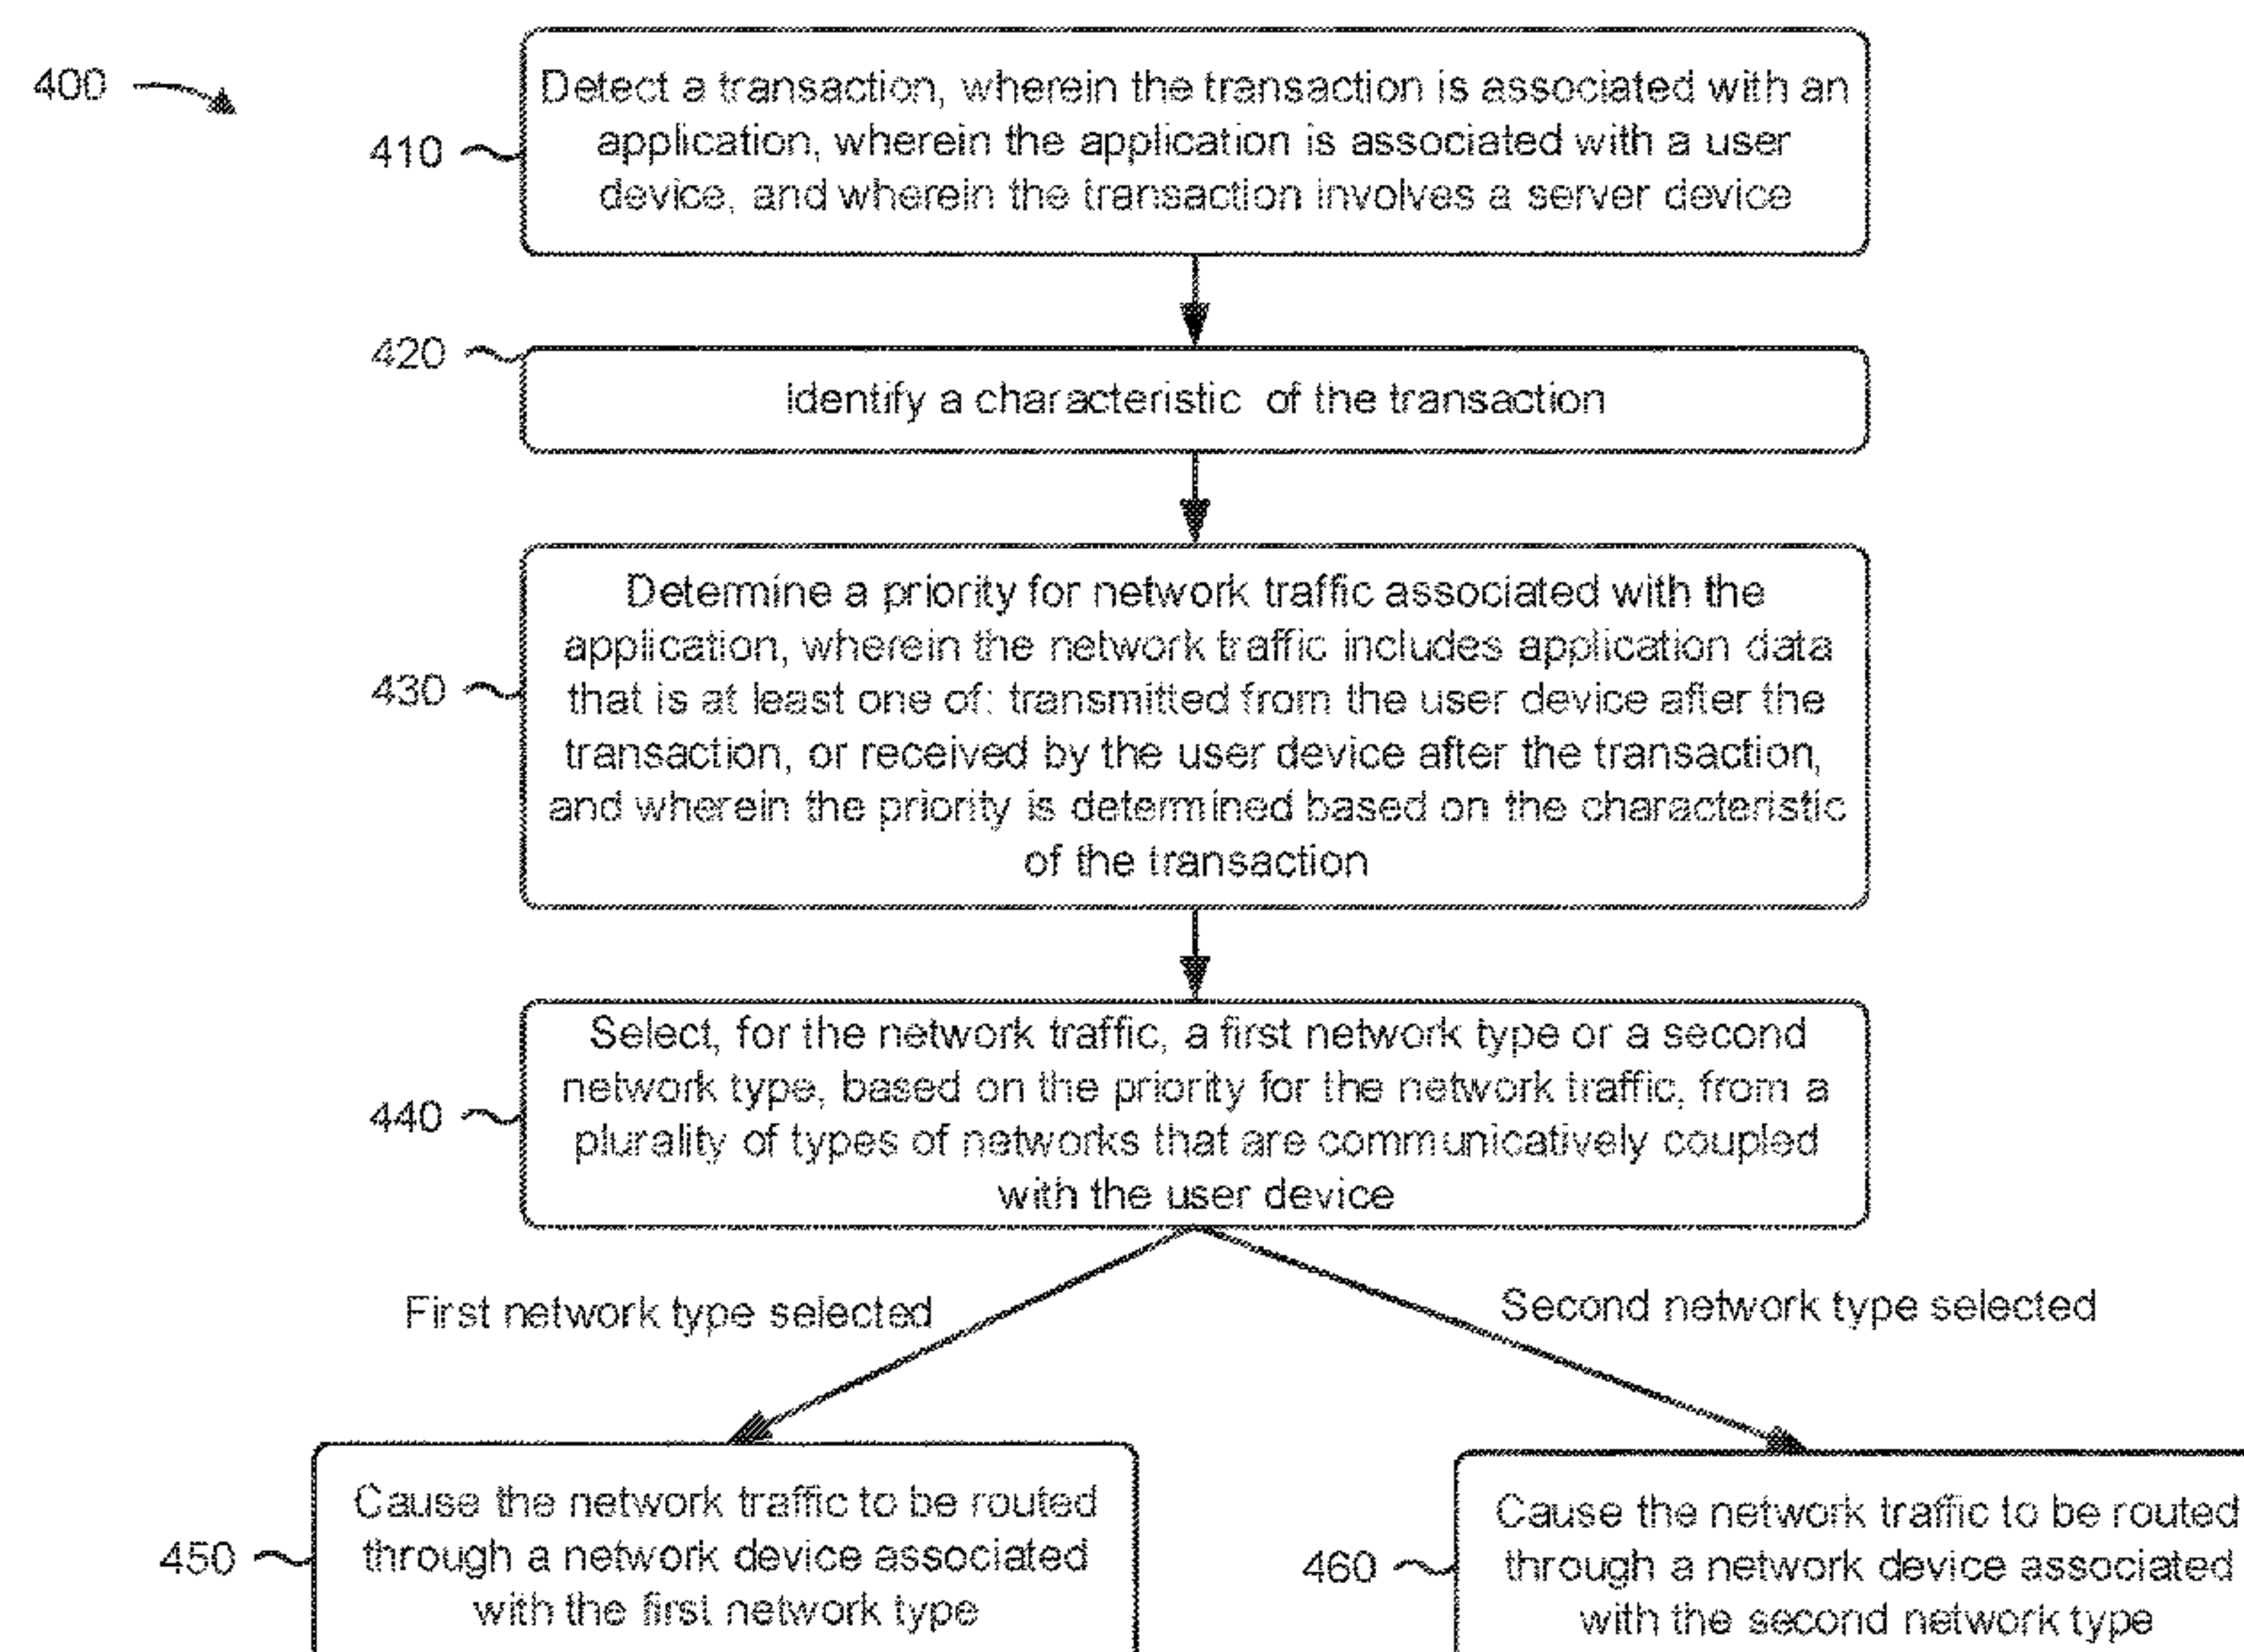 400
Detect a transaction, wherein the transaction is associated with an
application, wherein the application is associated with a user
device, and wherein the transaction involves a server device
410
420
Identify a characteristic of the transaction
Determine a priority for network traffic associated with the
application, wherein the network traffic includes application data
that is at least one of: transmitted from the user device after the
transaction, or received by the user device after the transaction,
and wherein the priority is determined based on the characteristic
of the transaction
430
Select, for the network traffic, a first network type or a second
network type, based on the priority for the network traffic, from a
plurality of types of networks that are communicatively coupled
with the user device
440
First network type selected
Second network type selected
450
Cause the network traffic to be routed
through a network device associated
with the first network type
460
Cause the network traffic to be routed
through a network device associated
with the second network type